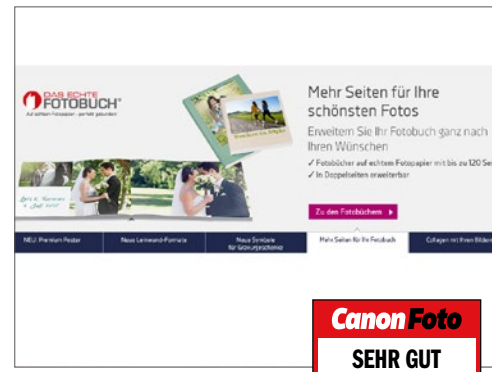 DAS ECHTE
FOTOBUCH®
Auf echtem Fotopapier - perfekt gebunden!
Mehr Seiten für Ihre
schönsten Fotos
Erweitern Sie Ihr Fotobuch ganz nach
Ihren Wünschen
✓ Fotobücher auf echtem Fotopapier mit bis zu 120 Sei
✓ In Doppelseiten erweiterbar
Zu den Fotobüchern
NEU: Premium Poster
Neue Leinwand-Formate
Neue Symbole
für Gravurgeschenke
Mehr Seiten für Ihr Fotobuch
Collagen mit Ihren Bildern
CanonFoto
SEHR GUT